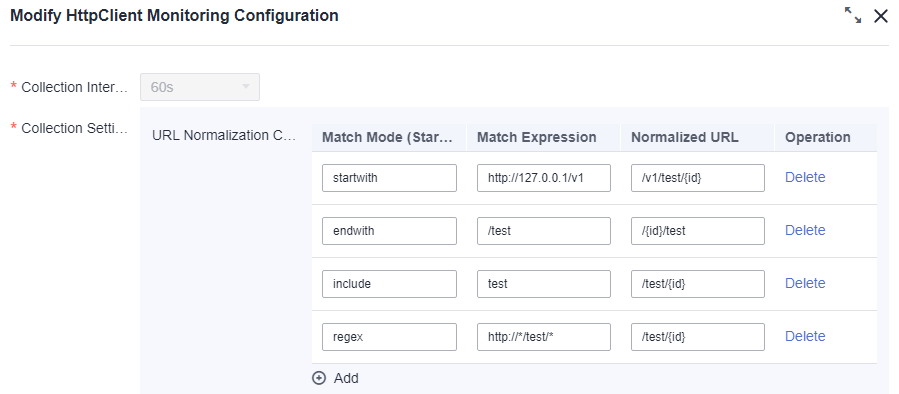 Modify HttpClient Monitoring Configuration
* Collection Inter... 60s
* Collection Setti...
URL Normalization C...
Match Mode (Star... Match Expression Normalized URL Operation
startwith http://127.0.0.1/v1 /v1/test/{id} Delete
endwith /test /{id}/test Delete
include test /test/{id} Delete
regex http://*/test/* /test/{id} Delete
Add